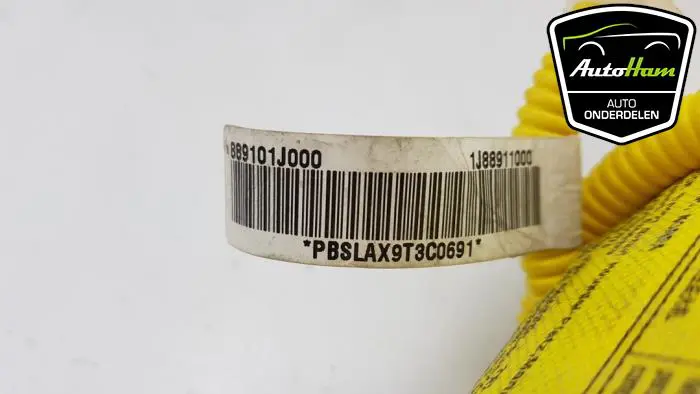 AutoHam
AUTO
ONDERDELEN
889101J000
1J88911000
*PBSLAX9T3C0691*